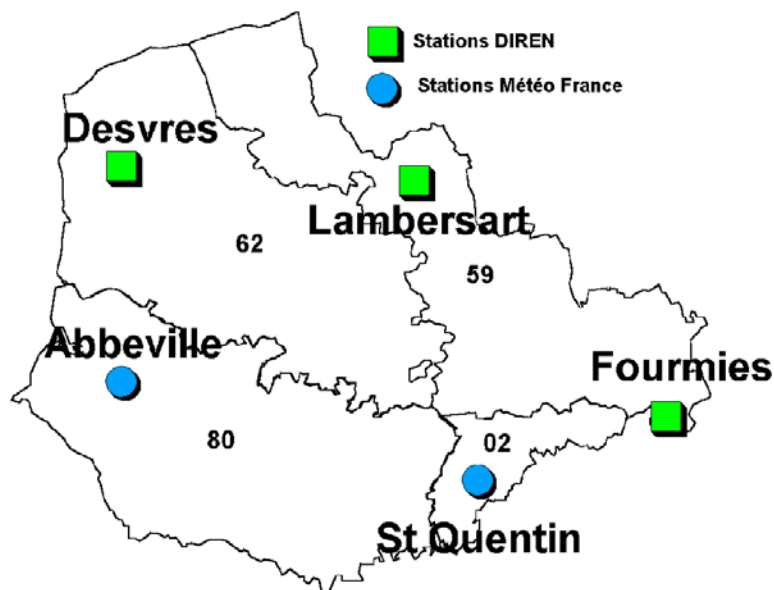 Stations DIREN
Stations Météo France
Desvres
Lambersart
62
59
Abbeville
Fourmies
80
02
St Quentin